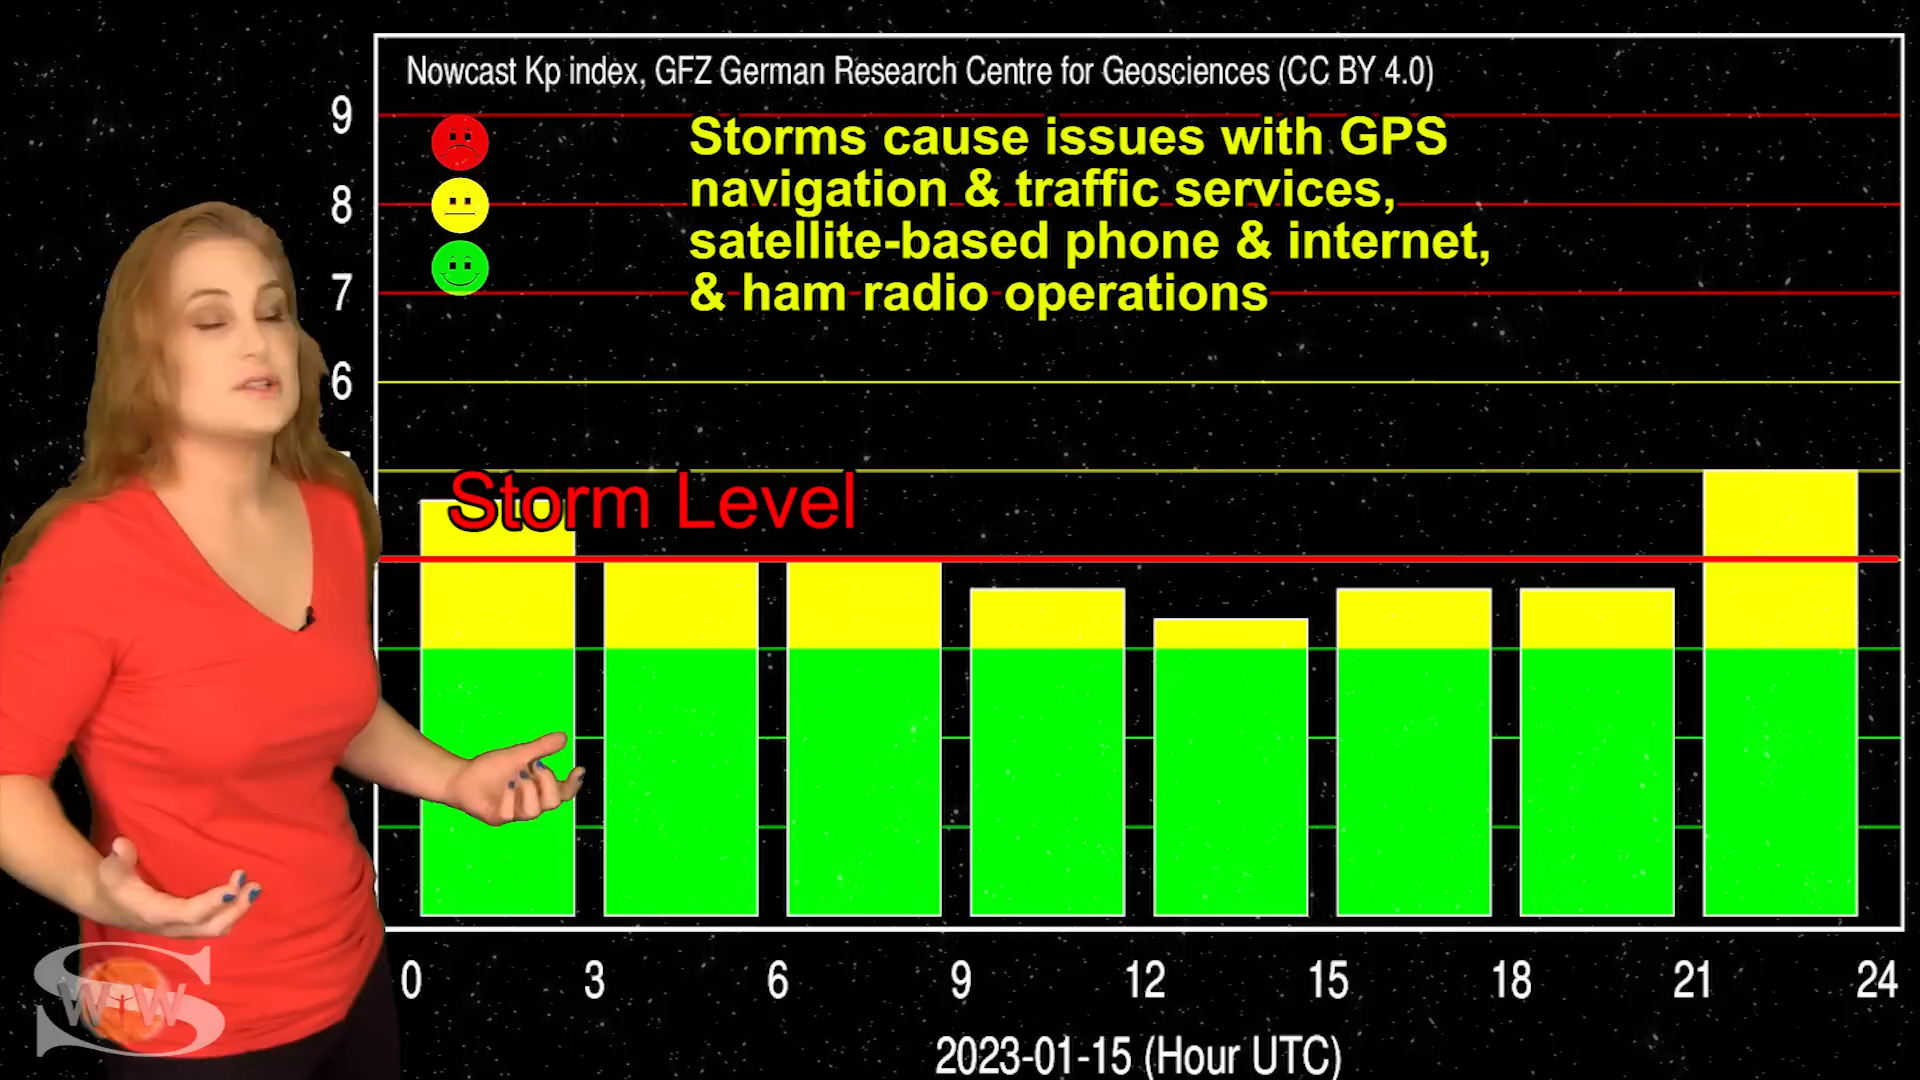 Nowcast Kp index, GFZ German Research Centre for Geosciences (CC BY 4.0)
9
Storms cause issues with GPS
navigation & traffic services,
8
satellite-based phone & internet,
7
& ham radio operations
6
Storm Level
0 3 6 9 12 15 18 21 24
SWTW
2023-01-15 (Hour UTC)